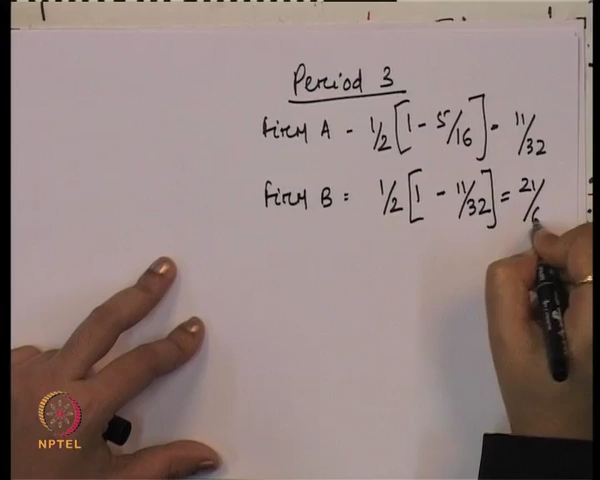 Period 3
Firm A - 1/2 [1 - 5/16] - 11/32
Firm B = 1/2 [1 - 11/32] = 21/6
NPTEL